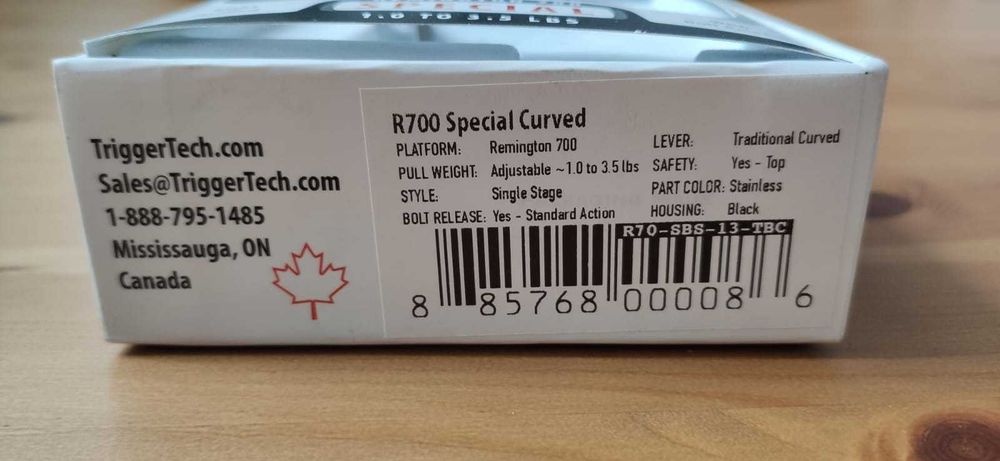 SPECIAL
1.0 TO 3.5 LBS
TriggerTech.com
Sales@TriggerTech.com
1-888-795-1485
Mississauga, ON
Canada
R700 Special Curved
PLATFORM: Remington 700
PULL WEIGHT: Adjustable ~1.0 to 3.5 lbs
STYLE: Single Stage
BOLT RELEASE: Yes - Standard Action
LEVER: Traditional Curved
SAFETY: Yes - Top
PART COLOR: Stainless
HOUSING: Black
R70-SBS-13-TBC
8 85768 00008 6